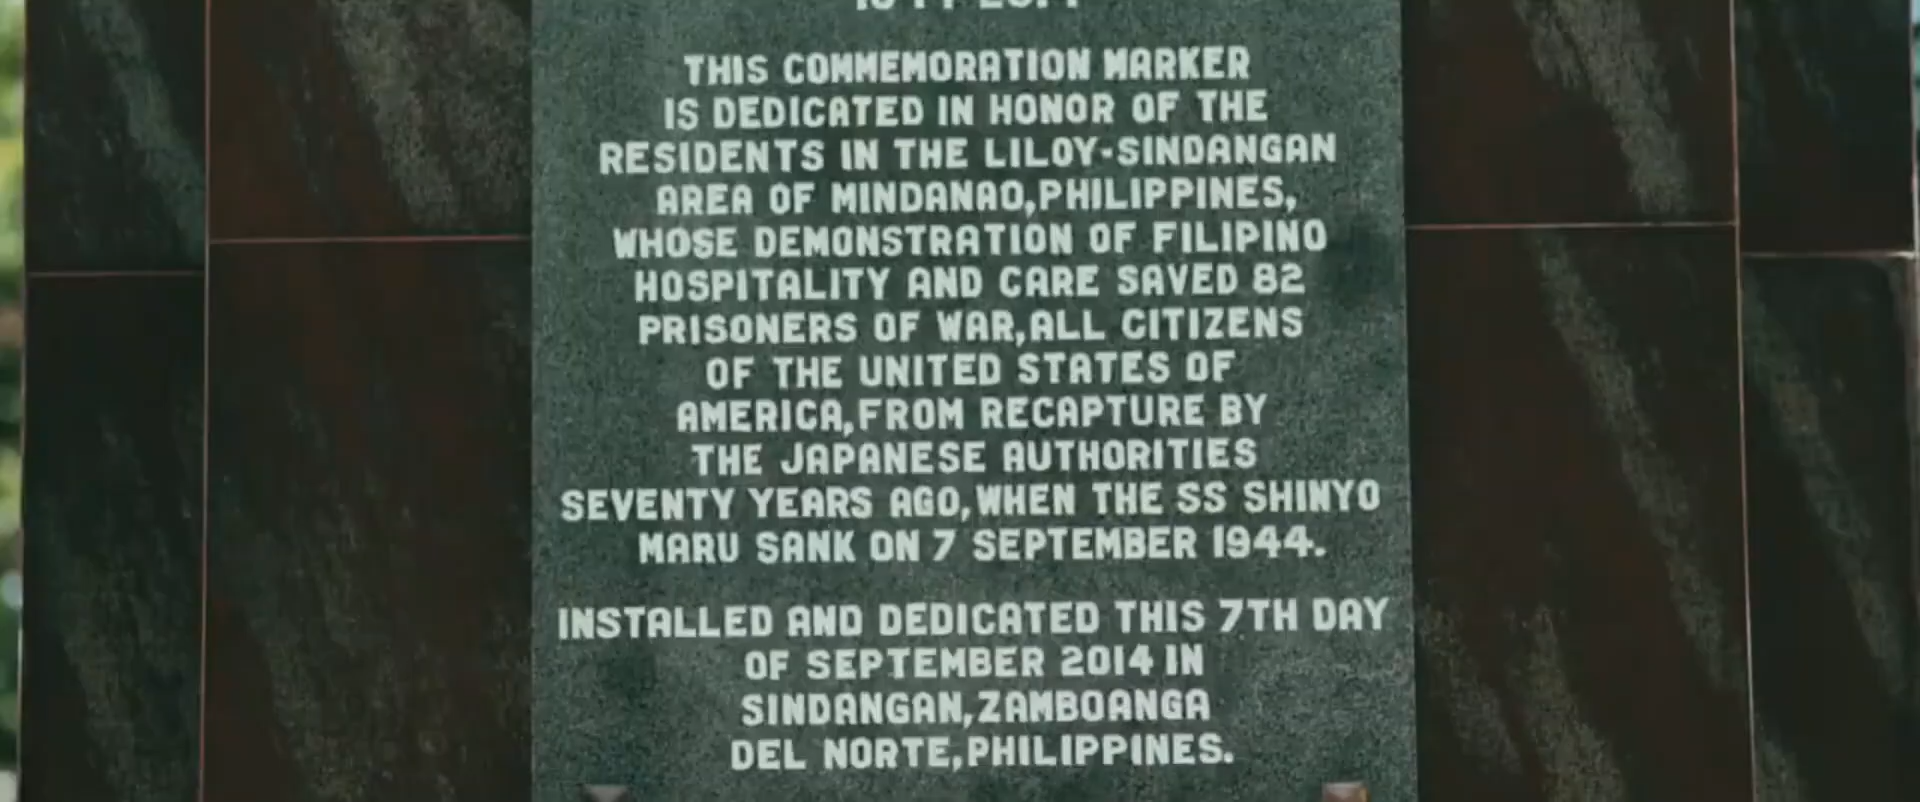 THIS COMMEMORATION MARKER
IS DEDICATED IN HONOR OF THE
RESIDENTS IN THE LILOY-SINDANGAN
AREA OF MINDANAO,PHILIPPINES,
WHOSE DEMONSTRATION OF FILIPINO
HOSPITALITY AND CARE SAVED 82
PRISONERS OF WAR,ALL CITIZENS
OF THE UNITED STATES OF
AMERICA,FROM RECAPTURE BY
THE JAPANESE AUTHORITIES
SEVENTY YEARS AGO,WHEN THE SS SHINYO
MARU SANK ON 7 SEPTEMBER 1944.
INSTALLED AND DEDICATED THIS 7TH DAY
OF SEPTEMBER 2014 IN
SINDANGAN,ZAMBOANGA
DEL NORTE,PHILIPPINES.